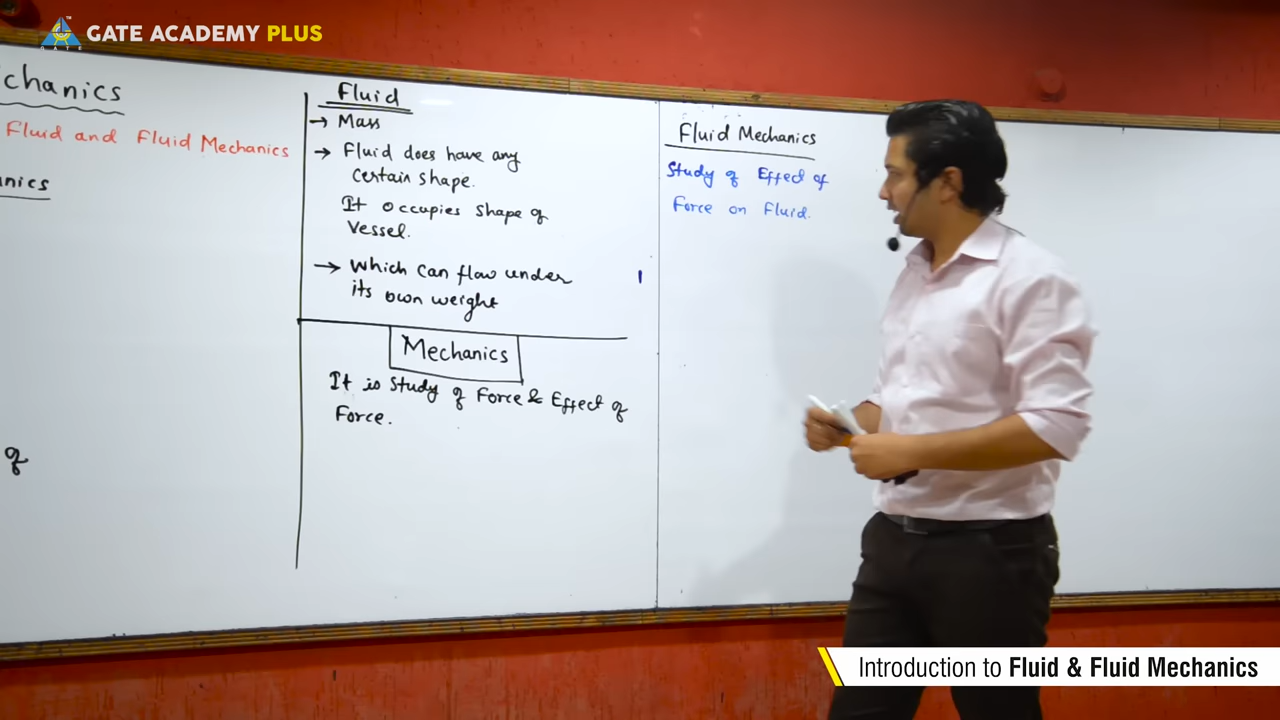 GATE ACADEMY PLUS
GATE
chanics
Fluid and Fluid Mechanics
nics
q
Fluid
→ Mass
→ Fluid does have any
certain shape.
It occupies shape of
Vessel.
→ Which can flow under
its own weight
Mechanics
It is Study of Force & Effect of
Force.
Fluid Mechanics
Study of Effect of
Force on Fluid.
Introduction to Fluid & Fluid Mechanics